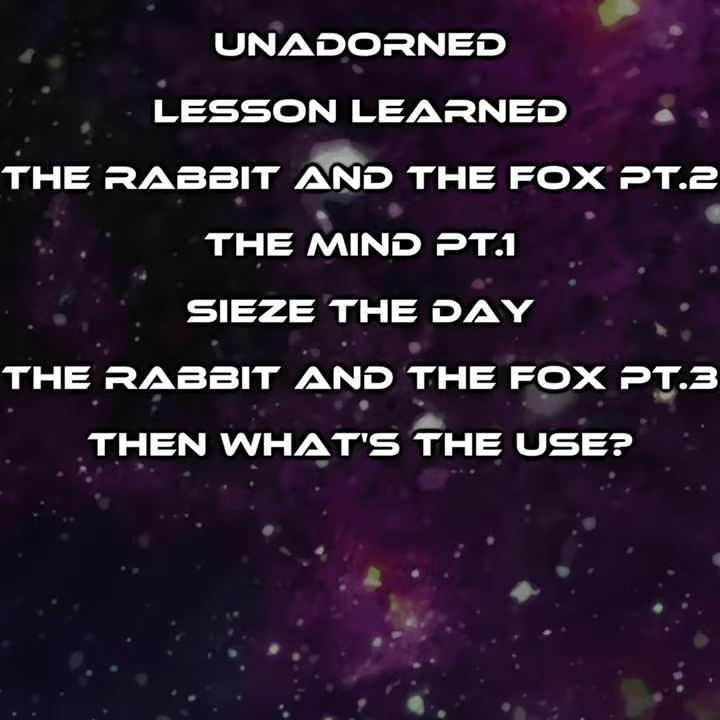 UNADORNED
LESSON LEARNED
THE RABBIT AND THE FOX PT.2
THE MIND PT.1
SIEZE THE DAY
THE RABBIT AND THE FOX PT.3
THEN WHAT'S THE USE?